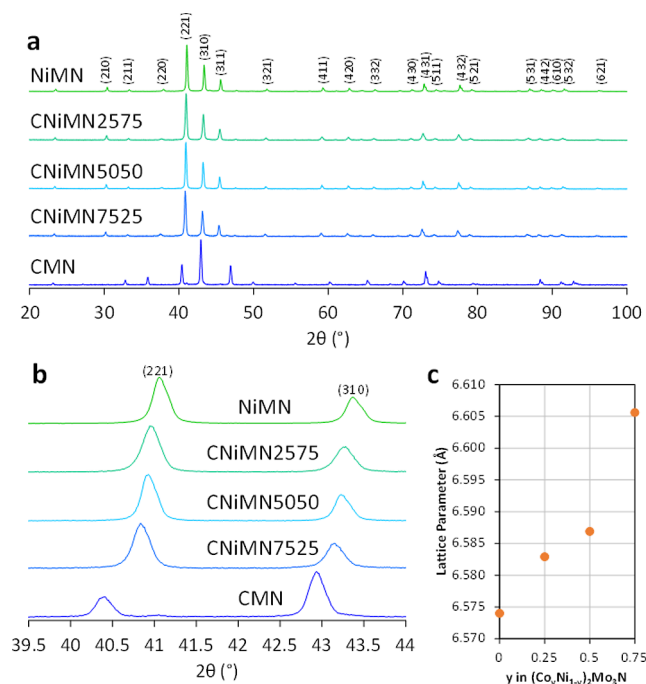 a
(210)
(211)
(220)
(221)
(310)
(311)
(321)
(411)
(420)
(332)
(430)
(431)
(511)
(432)
(521)
(531)
(442)
(610)
(532)
(621)
NiMN
CNiMN2575
CNiMN5050
CNiMN7525
CMN
20 30 40 50 60 70 80 90 100
2θ (°)
b
(221)
(310)
NiMN
CNiMN2575
CNiMN5050
CNiMN7525
CMN
39.5 40 40.5 41 41.5 42 42.5 43 43.5 44
2θ (°)
c
Lattice Parameter (Å)
6.610
6.605
6.600
6.595
6.590
6.585
6.580
6.575
6.570
0 0.25 0.5 0.75
y in (CoyNi1-y)2Mo3N